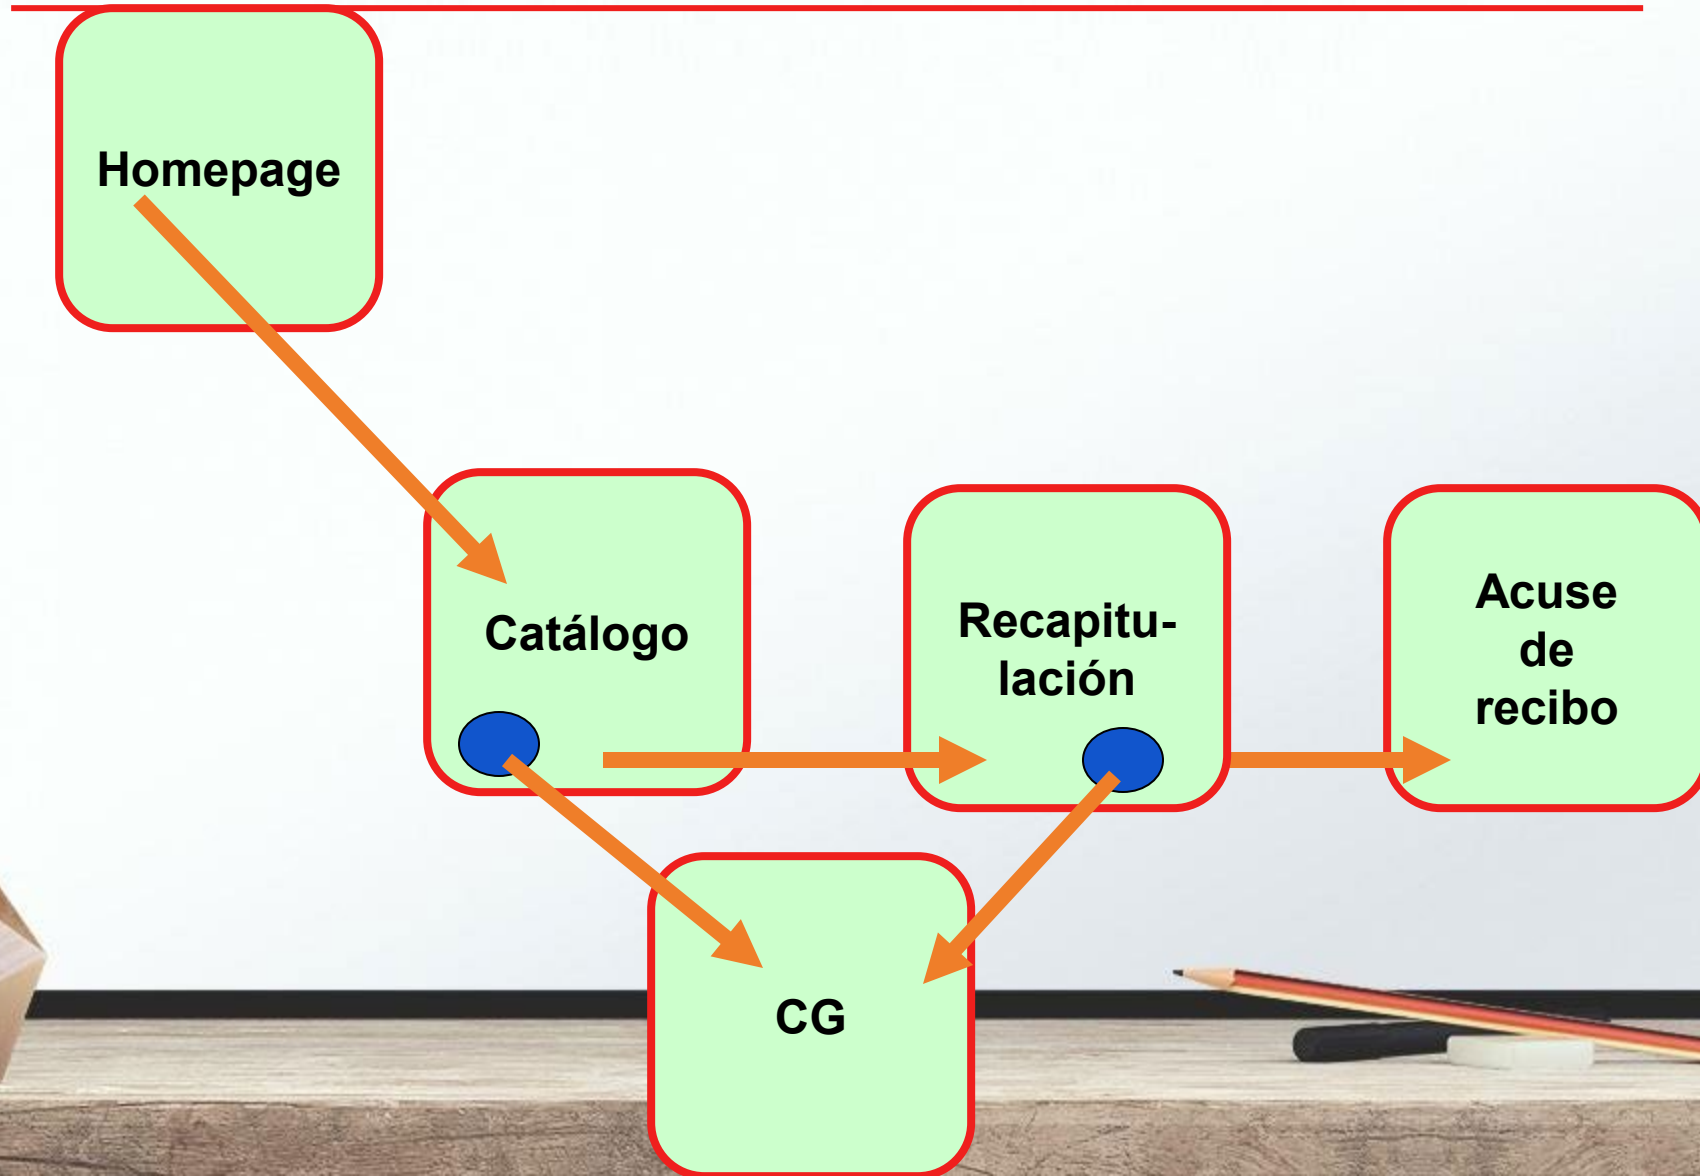 Homepage
Catálogo
Recapitu-
lación
Acuse
de
recibo
CG